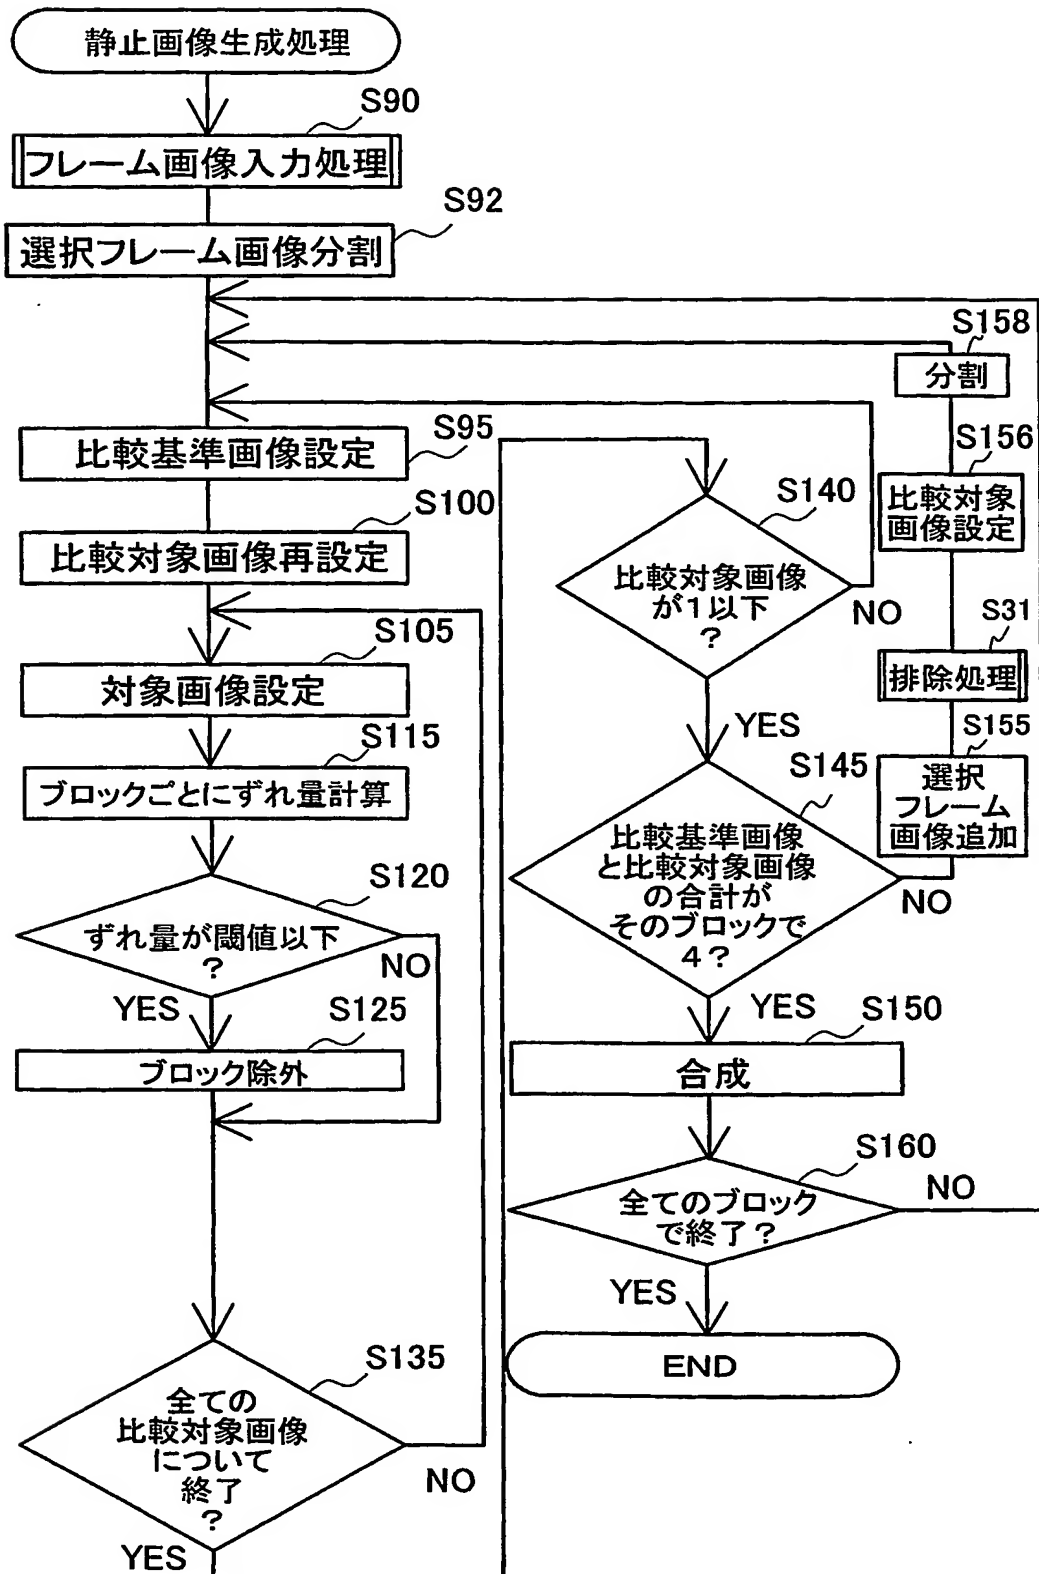 静止画像生成処理
S90
フレーム画像入力処理
S92
選択フレーム画像分割
S95
比較基準画像設定
S100
比較対象画像再設定
S105
対象画像設定
S115
ブロックごとにずれ量計算
S120
ずれ量が閾値以下
?
NO
YES
S125
ブロック除外
S135
全ての
比較対象画像
について
終了
?
NO
YES
S140
比較対象画像
が1以下
?
NO
YES
S145
比較基準画像
と比較対象画像
の合計が
そのブロックで
4?
NO
YES
S150
合成
S160
全てのブロック
で終了?
NO
YES
END
S158
分割
S156
比較対象
画像設定
S31
排除処理
S155
選択
フレーム
画像追加